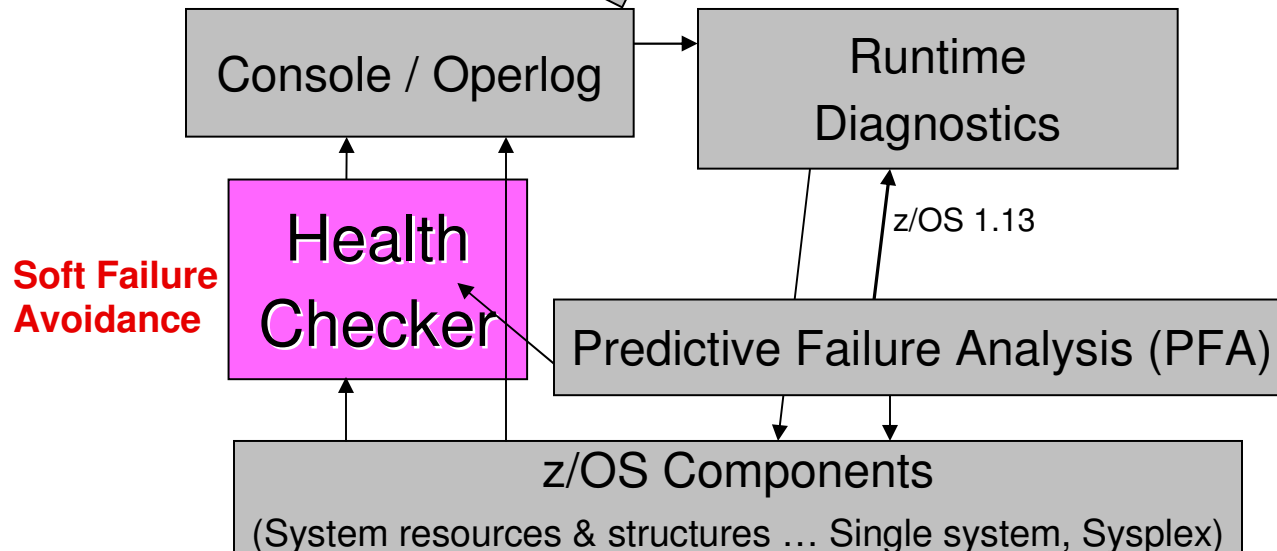 Console / Operlog
Runtime
Diagnostics
z/OS 1.13
Health
Checker
Soft Failure
Avoidance
Predictive Failure Analysis (PFA)
z/OS Components
(System resources & structures … Single system, Sysplex)